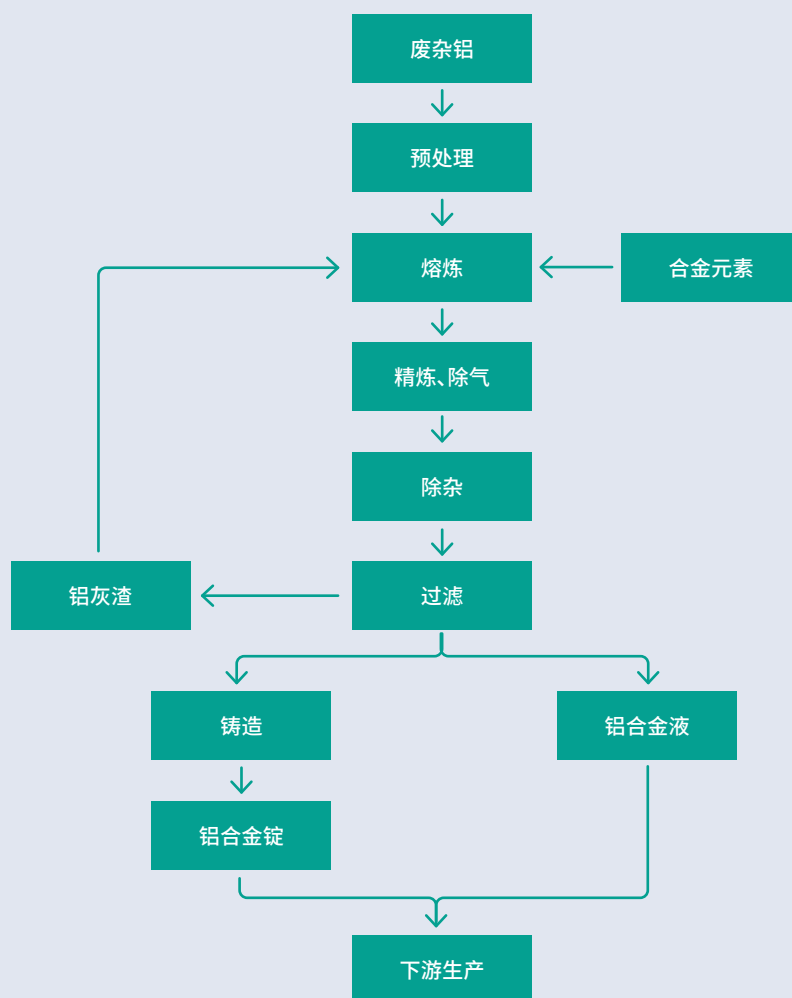 废杂铝
预处理
熔炼
合金元素
精炼、除气
除杂
铝灰渣
过滤
铸造
铝合金液
铝合金锭
下游生产